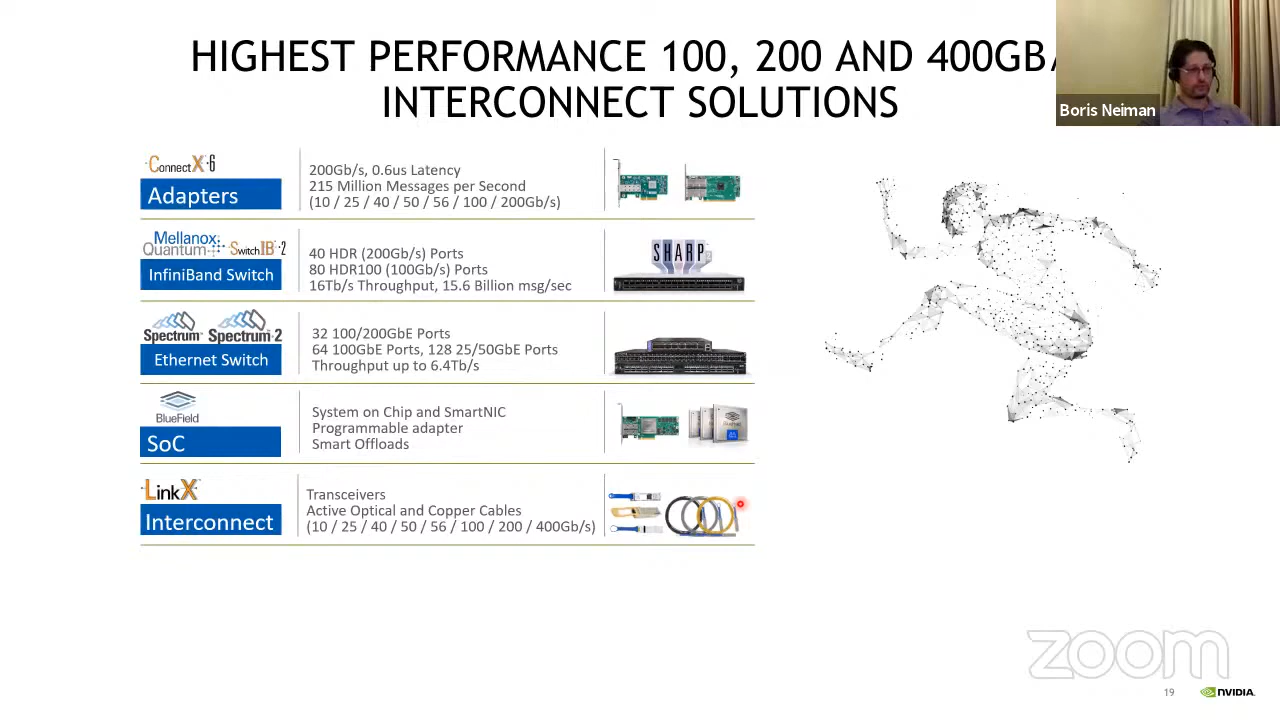 HIGHEST PERFORMANCE 100, 200 AND 400GB/
INTERCONNECT SOLUTIONS
Boris Neiman
ConnectX·6
Adapters
200Gb/s, 0.6us Latency
215 Million Messages per Second
(10 / 25 / 40 / 50 / 56 / 100 / 200Gb/s)
Mellanox
Quantum SwitchIB·2
InfiniBand Switch
40 HDR (200Gb/s) Ports
80 HDR100 (100Gb/s) Ports
16Tb/s Throughput, 15.6 Billion msg/sec
SHARP
Spectrum Spectrum·2
Ethernet Switch
32 100/200GbE Ports
64 100GbE Ports, 128 25/50GbE Ports
Throughput up to 6.4Tb/s
BlueField
SoC
System on Chip and SmartNIC
Programmable adapter
Smart Offloads
LinkX
Interconnect
Transceivers
Active Optical and Copper Cables
(10 / 25 / 40 / 50 / 56 / 100 / 200 / 400Gb/s)
zoom
19 NVIDIA.